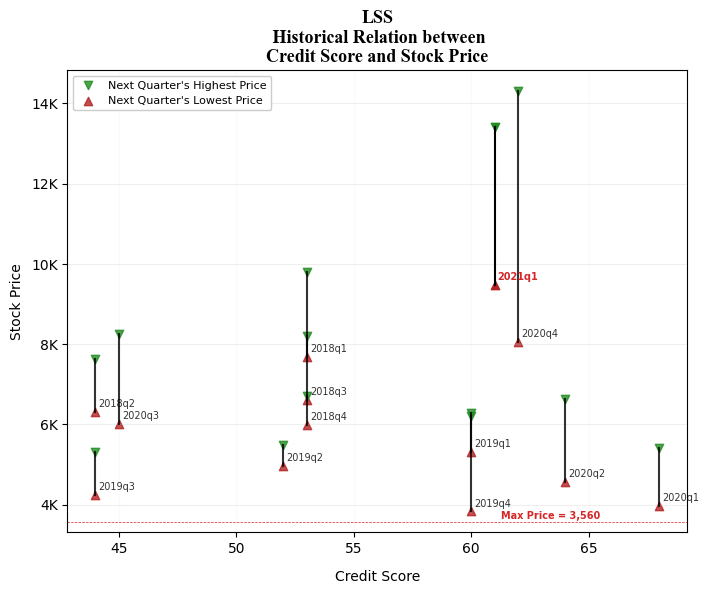 LSS
Historical Relation between
Credit Score and Stock Price
Next Quarter's Highest Price
Next Quarter's Lowest Price
14K
12K
10K
8K
6K
4K
Stock Price
2021q1
2020q4
2018q1
2018q3
2018q2
2020q3
2018q4
2019q1
2019q2
2020q2
2019q3
2020q1
2019q4
Max Price = 3,560
45
50
55
60
65
Credit Score